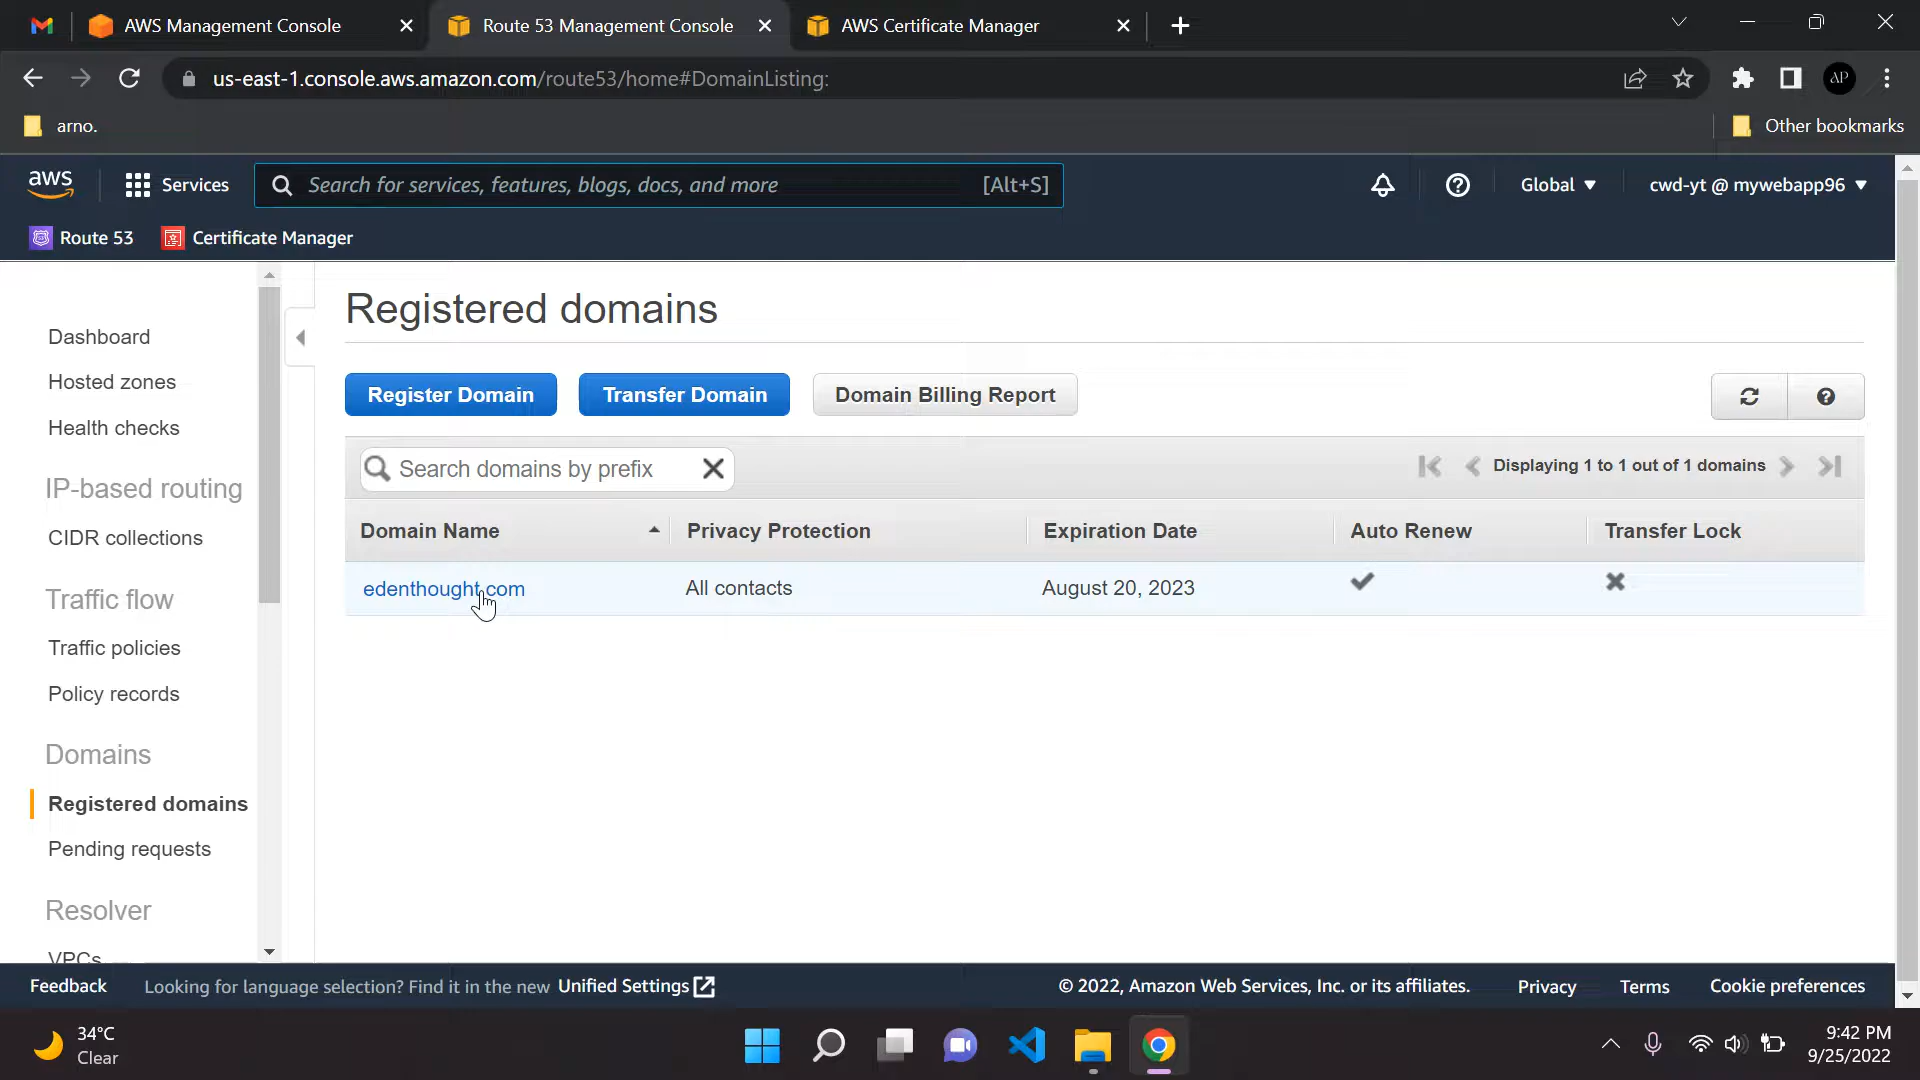 AWS Management Console
Route 53 Management Console
AWS Certificate Manager
us-east-1.console.aws.amazon.com/route53/home#DomainListing:
AP
arno.
Other bookmarks
aws
Services
Search for services, features, blogs, docs, and more
[Alt+S]
Global
cwd-yt @ mywebapp96
Route 53
Certificate Manager
Dashboard
Hosted zones
Health checks
IP-based routing
CIDR collections
Traffic flow
Traffic policies
Policy records
Domains
Registered domains
Pending requests
Resolver
VPCs
Registered domains
Register Domain
Transfer Domain
Domain Billing Report
Search domains by prefix
Displaying 1 to 1 out of 1 domains
Domain Name
Privacy Protection
Expiration Date
Auto Renew
Transfer Lock
edenthought.com
All contacts
August 20, 2023
Feedback
Looking for language selection? Find it in the new Unified Settings
© 2022, Amazon Web Services, Inc. or its affiliates.
Privacy
Terms
Cookie preferences
34°C
Clear
9:42 PM
9/25/2022